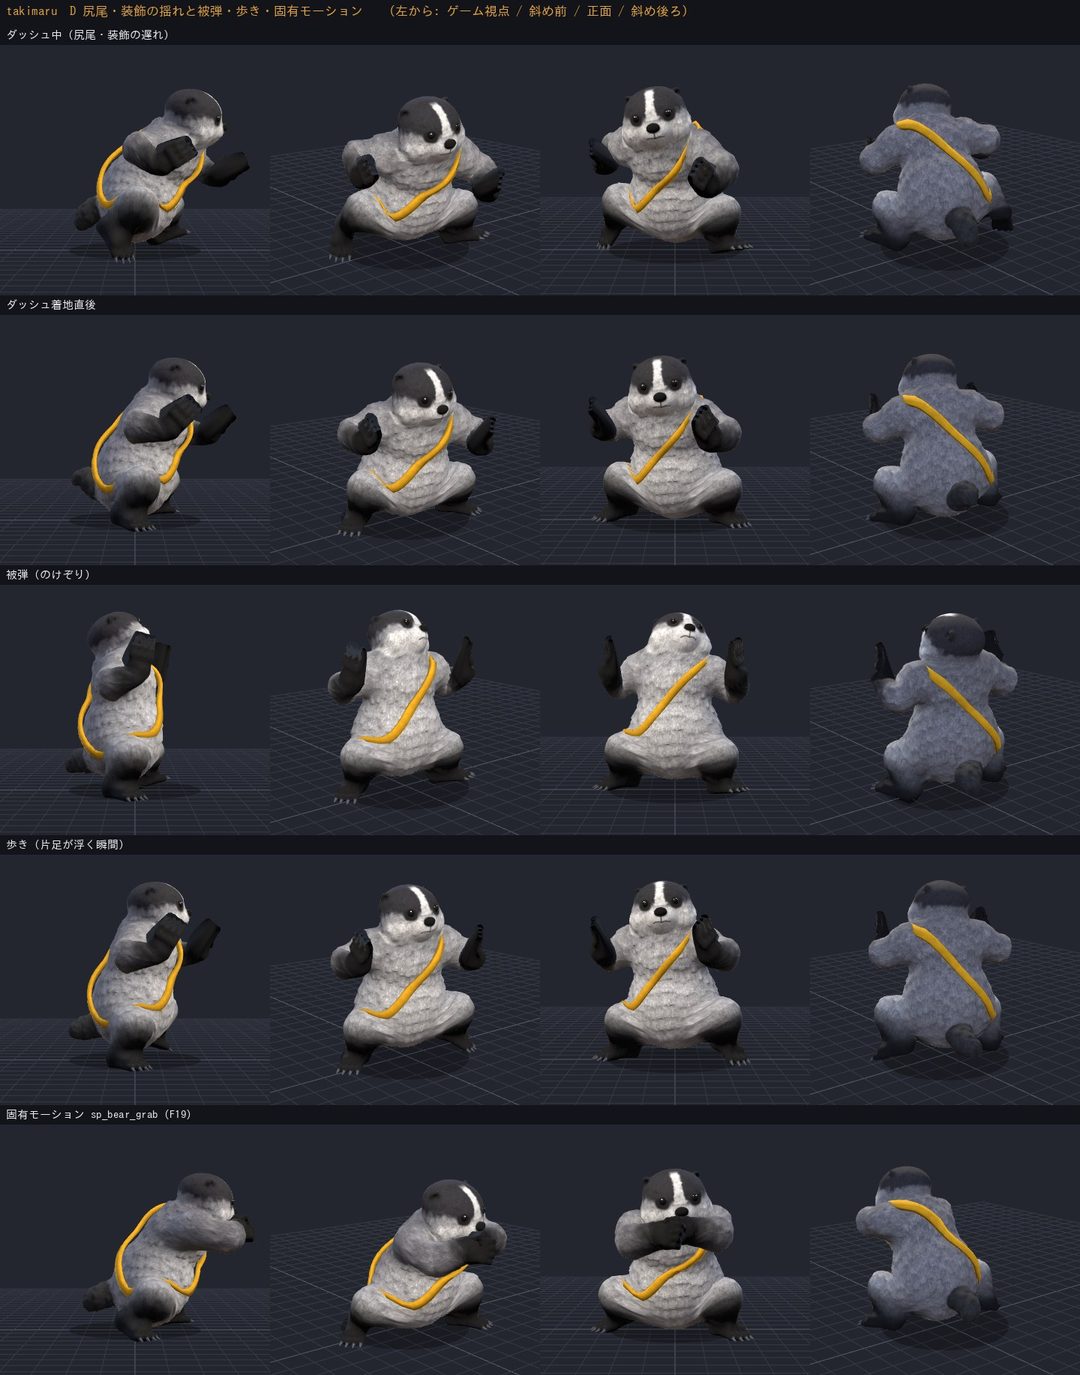 takimaru D 尻尾・装飾の揺れと被弾・歩き・固有モーション (左から: ゲーム視点 / 斜め前 / 正面 / 斜め後ろ)
ダッシュ中 (尻尾・装飾の遅れ)
ダッシュ着地直後
被弾 (のけぞり)
歩き (片足が浮く瞬間)
固有モーション sp_bear_grab (F19)